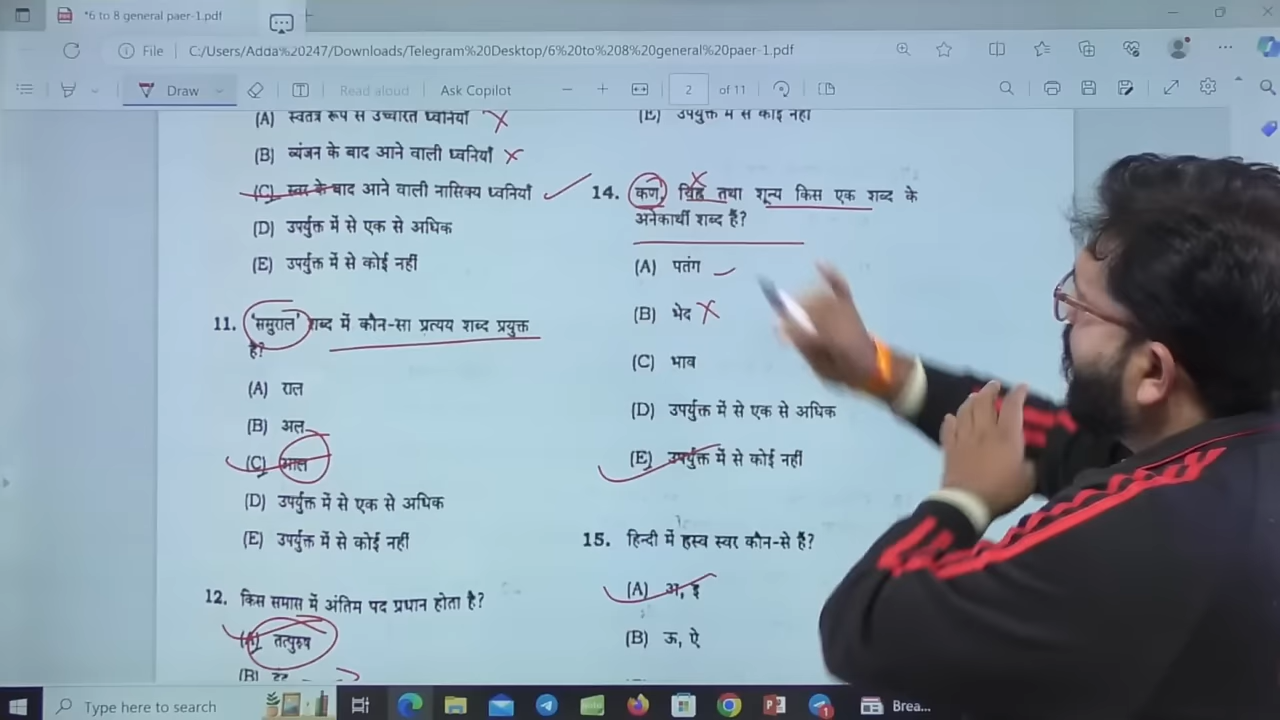 *6 to 8 general paer-1.pdf
File
C:/Users/Adda%20247/Downloads/Telegram%20Desktop/6%20to%208%20general%20paer-1.pdf
Draw
Read aloud
Ask Copilot
2
of 11
(A) स्वतंत्र रूप से उच्चारित ध्वनियाँ
(B) व्यंजन के बाद आने वाली ध्वनियाँ
(C) स्वर के बाद आने वाली नासिक्य ध्वनियाँ
(D) उपर्युक्त में से एक से अधिक
(E) उपर्युक्त में से कोई नहीं
11. 'ससुराल' शब्द में कौन-सा प्रत्यय शब्द प्रयुक्त
है?
(A) राल
(B) अल
(C) आल
(D) उपर्युक्त में से एक से अधिक
(E) उपर्युक्त में से कोई नहीं
12. किस समास में अंतिम पद प्रधान होता है?
(A) तत्पुरुष
(B)
(E) उपर्युक्त में से कोई नहीं
14. कण, चिह्न तथा शून्य किस एक शब्द के
अनेकार्थी शब्द हैं?
(A) पतंग
(B) भेद
(C) भाव
(D) उपर्युक्त में से एक से अधिक
(E) उपर्युक्त में से कोई नहीं
15. हिन्दी में ह्रस्व स्वर कौन-से हैं?
(A) अ, इ
(B) ऊ, ऐ
Type here to search
Brea...